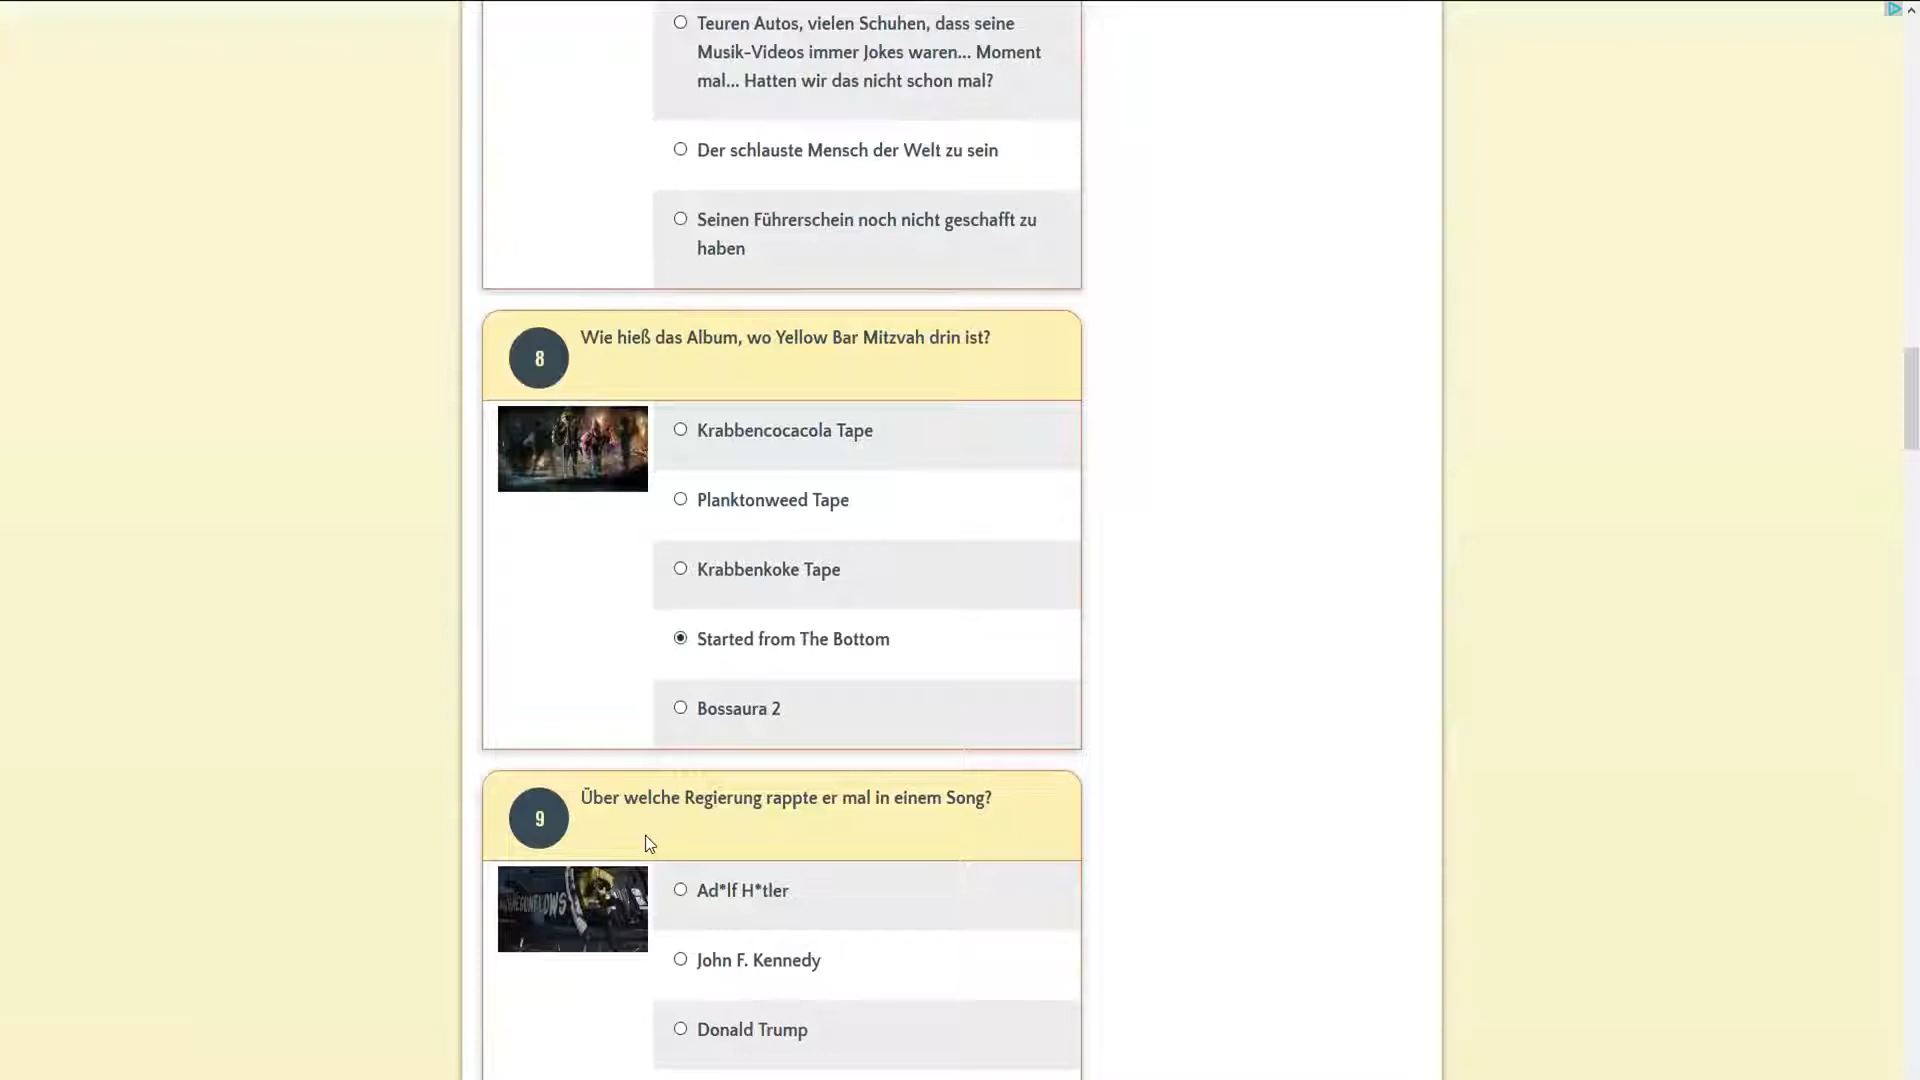 Teuren Autos, vielen Schuhen, dass seine
Musik-Videos immer Jokes waren... Moment
mal... Hatten wir das nicht schon mal?
Der schlauste Mensch der Welt zu sein
Seinen Führerschein noch nicht geschafft zu
haben
8
Wie hieß das Album, wo Yellow Bar Mitzvah drin ist?
Krabbencocacola Tape
Planktonweed Tape
Krabbenkoke Tape
Started from The Bottom
Bossaura 2
9
Über welche Regierung rappte er mal in einem Song?
Ad*lf H*tler
John F. Kennedy
Donald Trump